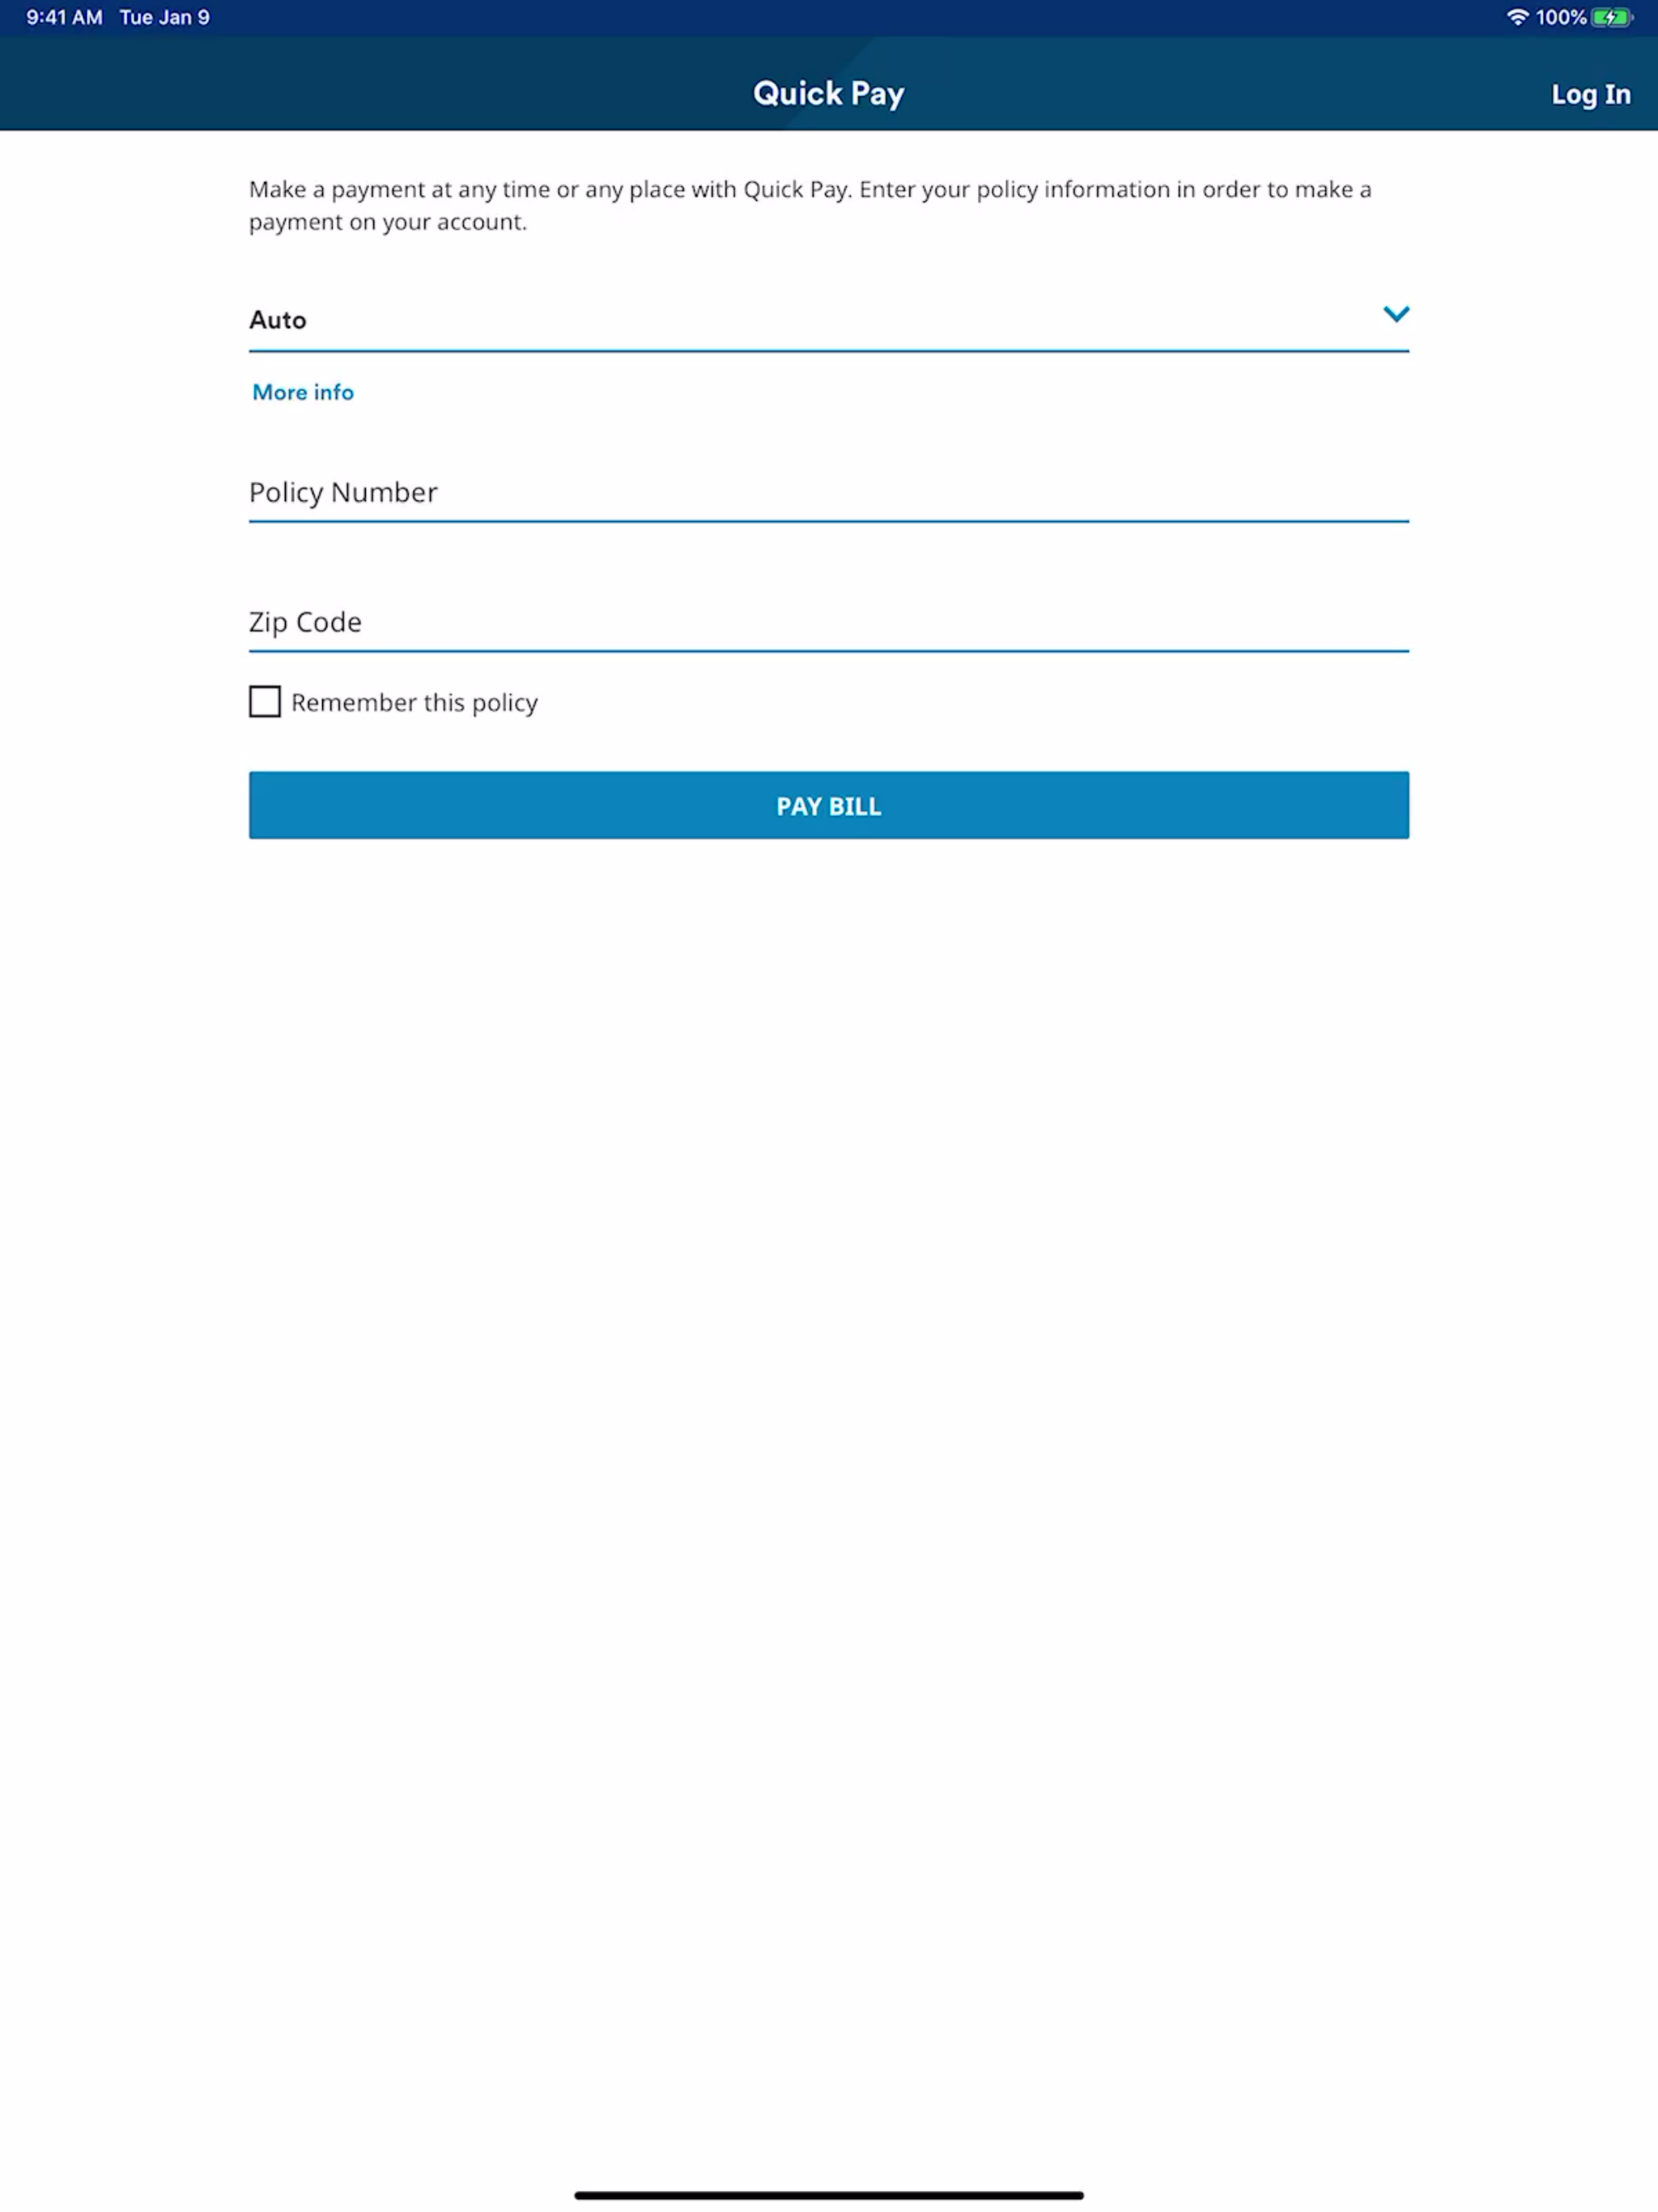 9:41 AM Tue Jan 9 100%
Quick Pay
Log In
Make a payment at any time or any place with Quick Pay. Enter your policy information in order to make a
payment on your account.
Auto
More info
Policy Number
Zip Code
Remember this policy
PAY BILL